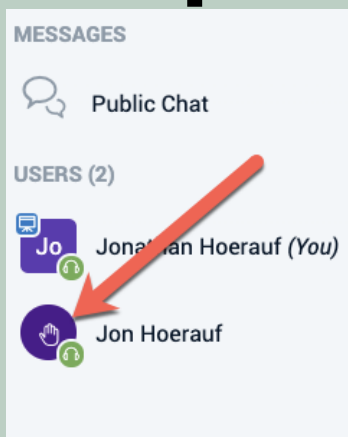 MESSAGES
Public Chat
USERS (2)
Jo Jonathan Hoerauf (You)
Jon Hoerauf